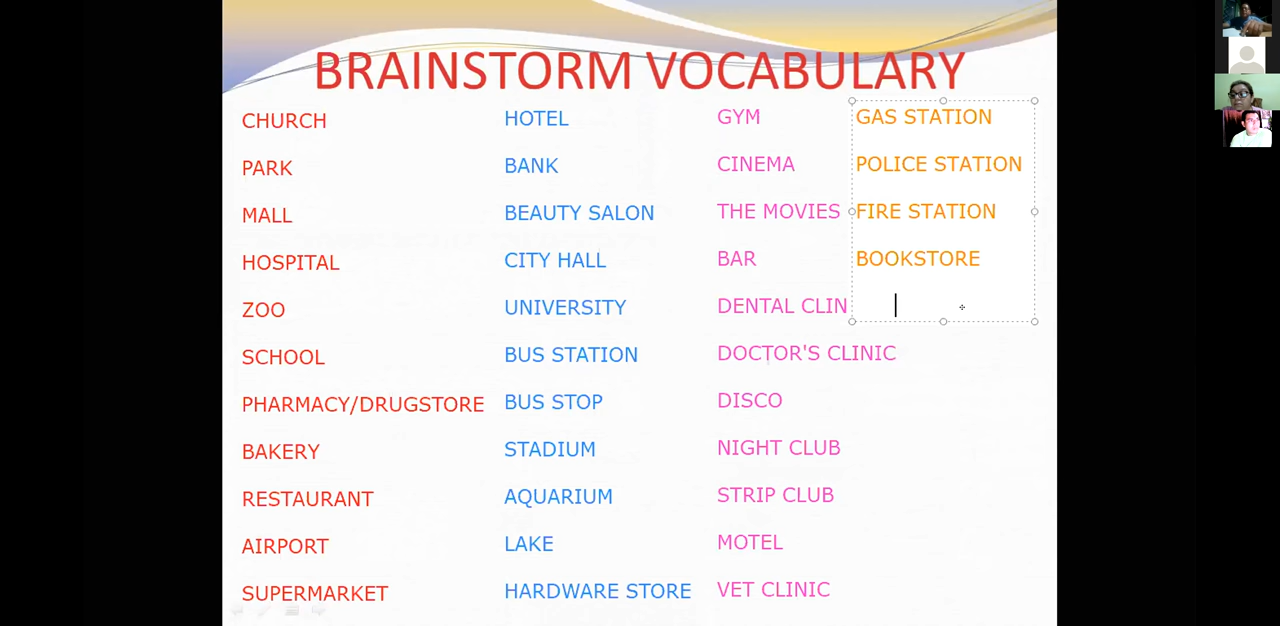 BRAINSTORM VOCABULARY
CHURCH
PARK
MALL
HOSPITAL
ZOO
SCHOOL
PHARMACY/DRUGSTORE
BAKERY
RESTAURANT
AIRPORT
SUPERMARKET
HOTEL
BANK
BEAUTY SALON
CITY HALL
UNIVERSITY
BUS STATION
BUS STOP
STADIUM
AQUARIUM
LAKE
HARDWARE STORE
GYM
CINEMA
THE MOVIES
BAR
DENTAL CLIN
DOCTOR'S CLINIC
DISCO
NIGHT CLUB
STRIP CLUB
MOTEL
VET CLINIC
GAS STATION
POLICE STATION
FIRE STATION
BOOKSTORE